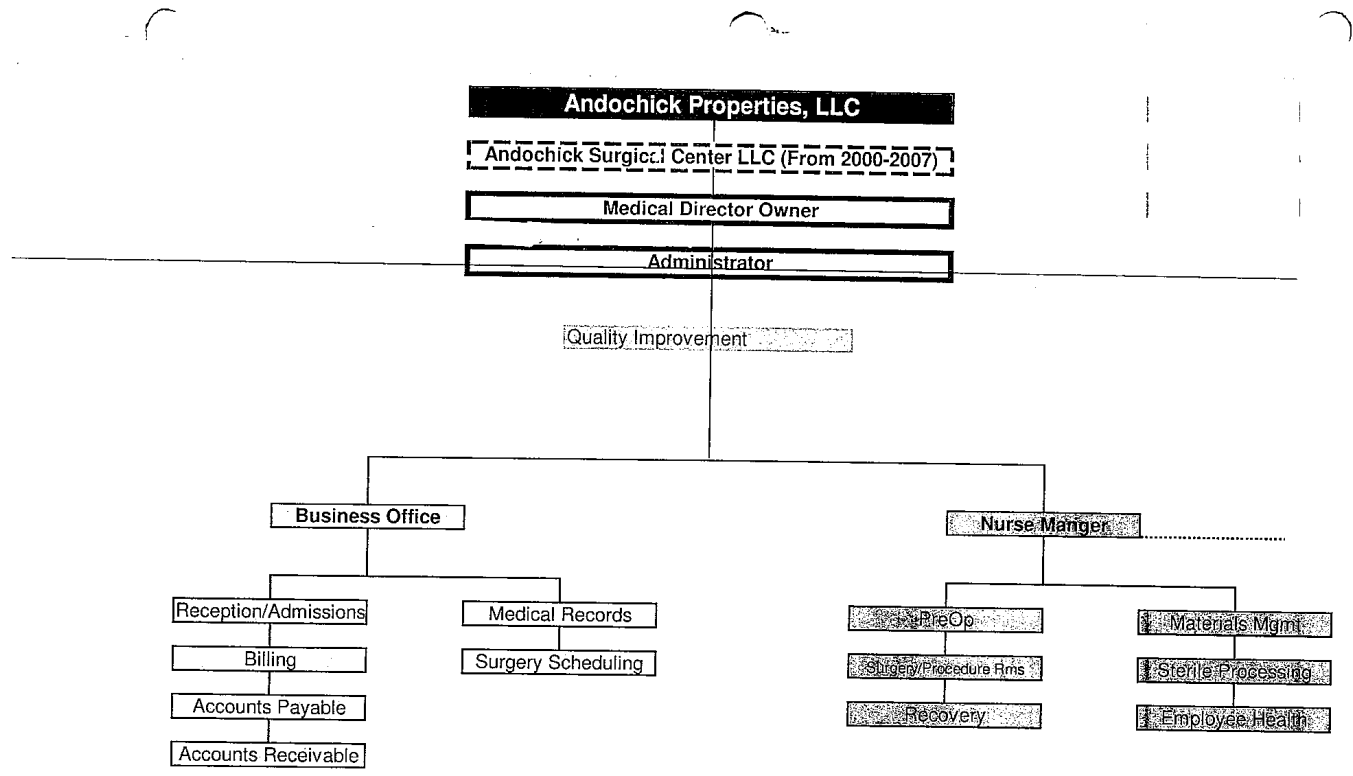 Andochick Properties, LLC
Andochick Surgical Center LLC (From 2000-2007)
Medical Director Owner
Administrator
Quality Improvement
Business Office
Nurse Manger
Reception/Admissions
Medical Records
PreOp
Materials Mgmt
Billing
Surgery Scheduling
Surgery/Procedure Rms
Sterile Processing
Accounts Payable
Recovery
Employee Health
Accounts Receivable